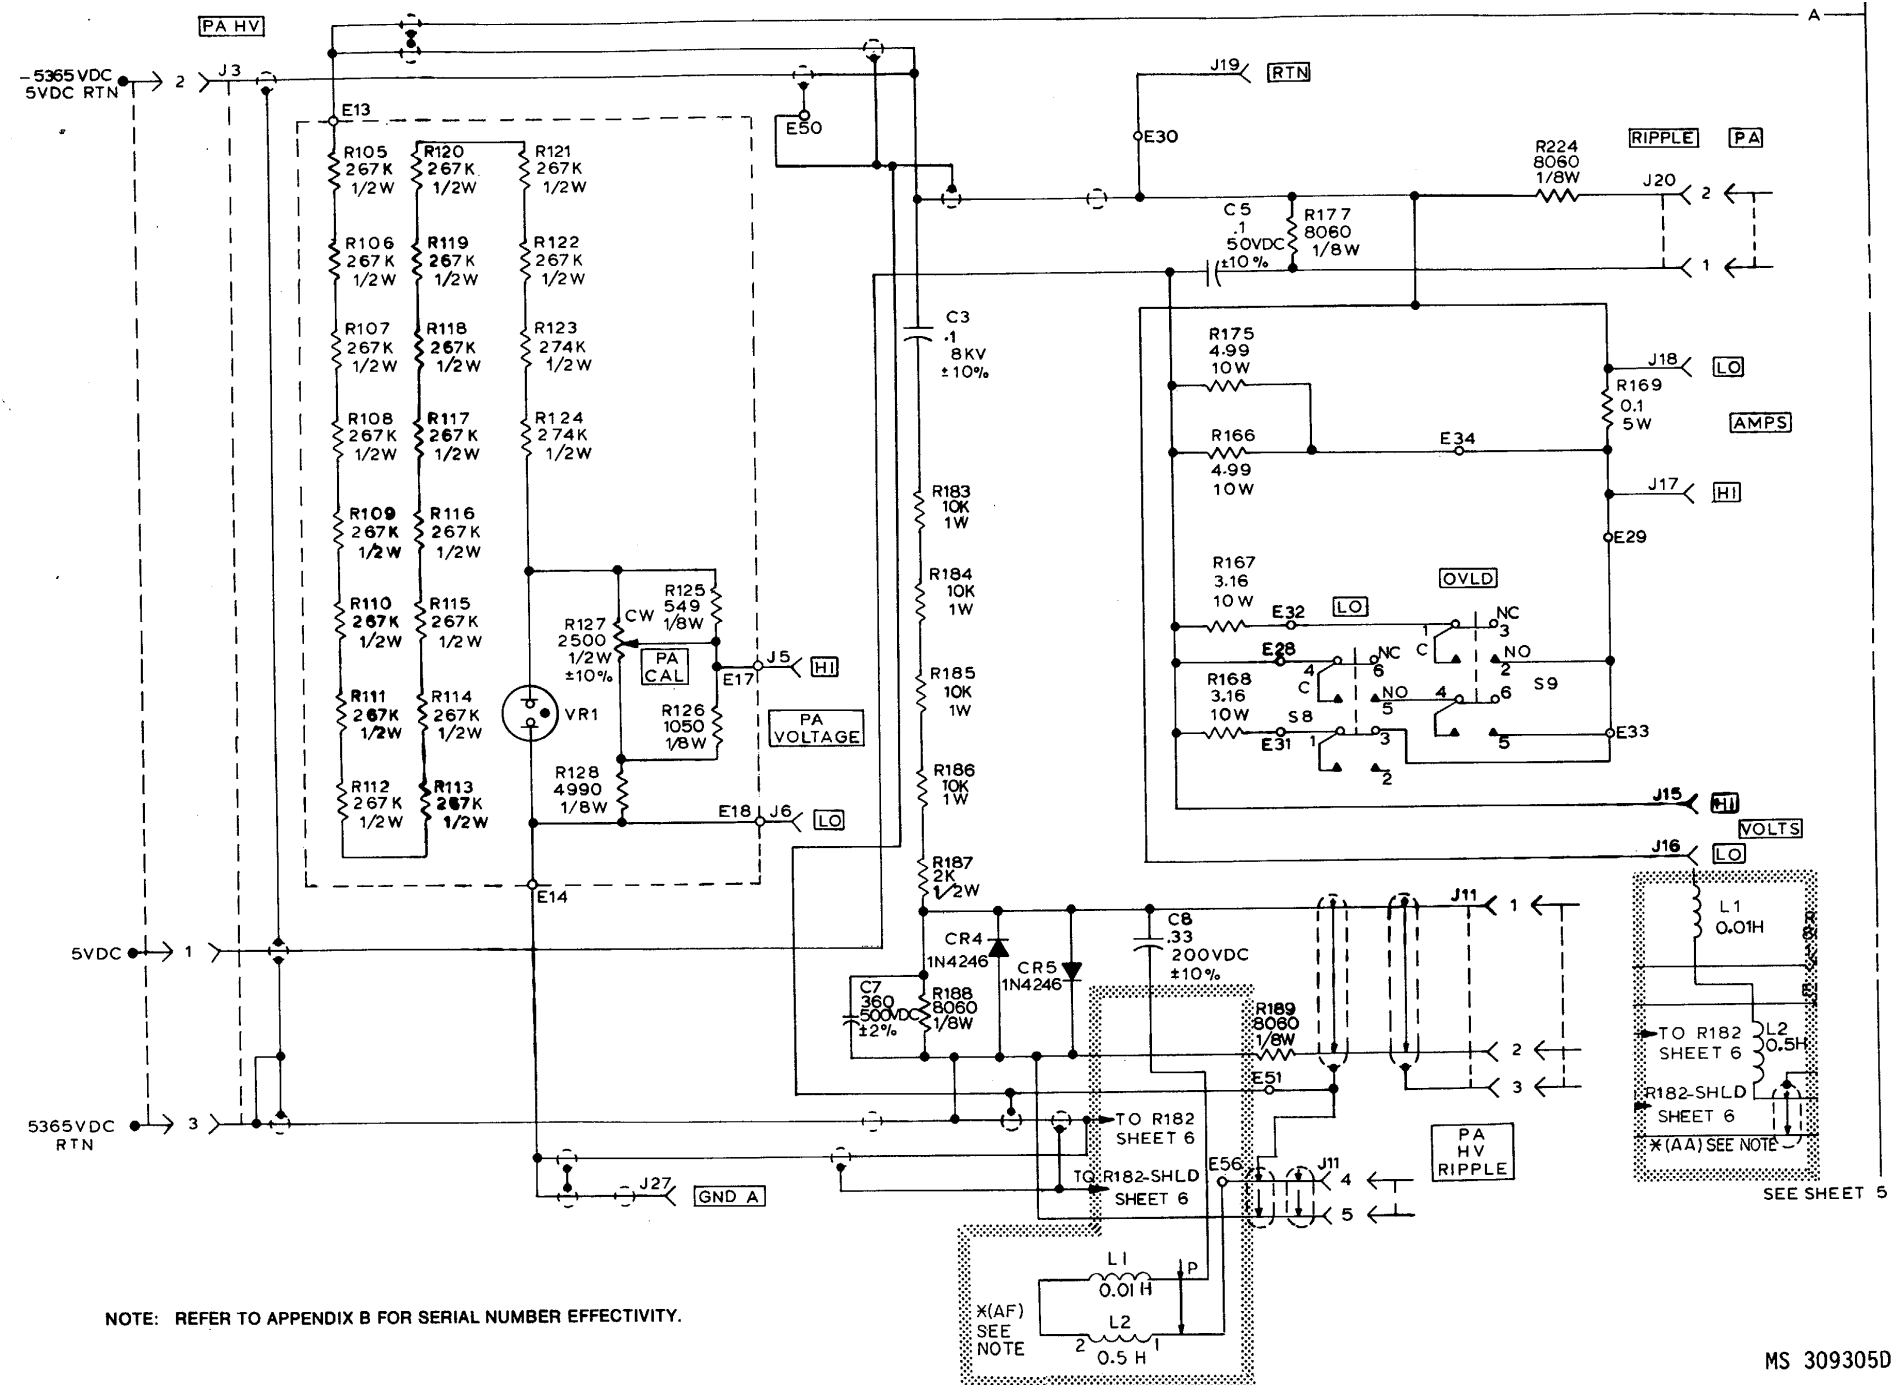 PA HV
A
-5365VDC
5VDC RTN
2
J3
E13
E50
J19
RTN
E30
R224
8060
1/8W
RIPPLE
PA
J20
2
1
R105
267K
1/2W
R120
267K
1/2W
R121
267K
1/2W
C5
.1
50VDC
±10%
R177
8060
1/8W
R106
267K
1/2W
R119
267K
1/2W
R122
267K
1/2W
R107
267K
1/2W
R118
267K
1/2W
R123
274K
1/2W
C3
.1
8KV
±10%
R175
4.99
10W
J18
LO
R169
0.1
5W
AMPS
R108
267K
1/2W
R117
267K
1/2W
R124
274K
1/2W
R166
4.99
10W
E34
J17
HI
E29
R109
267K
1/2W
R116
267K
1/2W
R183
10K
1W
R110
267K
1/2W
R115
267K
1/2W
R127
2500
1/2W
±10%
CW
R125
549
1/8W
PA
CAL
J5
HI
E17
R184
10K
1W
R167
3.16
10W
E32
LO
OVLD
1
C
NC
3
NO
2
S9
E28
4
C
NC
6
NO
5
4
6
5
R111
267K
1/2W
R114
267K
1/2W
VR1
R126
1050
1/8W
PA
VOLTAGE
R185
10K
1W
R168
3.16
10W
E31
S8
1
3
2
E33
R112
267K
1/2W
R113
267K
1/2W
R128
4990
1/8W
E18
J6
LO
R186
10K
1W
J15
HI
VOLTS
J16
LO
E14
R187
2K
1/2W
J11
1
L1
0.01H
5VDC
1
CR4
1N4246
CR5
1N4246
C8
.33
200VDC
±10%
C7
360
500VDC
±2%
R188
8060
1/8W
R189
8060
1/8W
2
3
TO R182
SHEET 6
L2
0.5H
R182-SHLD
SHEET 6
*(AA) SEE NOTE
E51
5365VDC
RTN
3
TO R182
SHEET 6
TO R182-SHLD
SHEET 6
E56
J11
4
5
PA
HV
RIPPLE
J27
GND A
SEE SHEET 5
L1
0.01 H
P
L2
2
1
0.5 H
*(AF)
SEE
NOTE
NOTE: REFER TO APPENDIX B FOR SERIAL NUMBER EFFECTIVITY.
MS 309305D